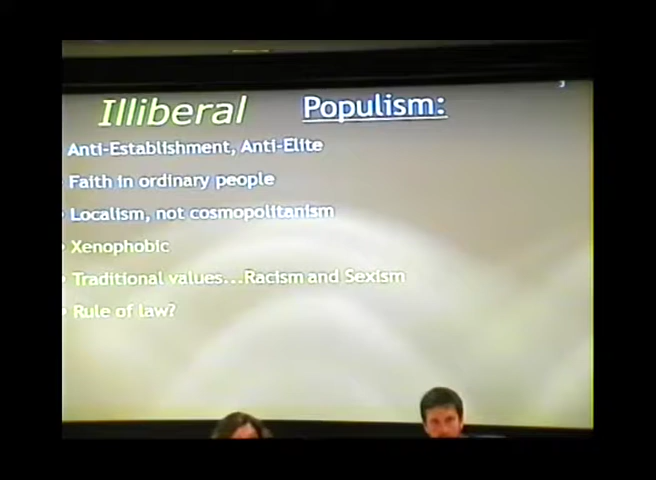 3
Illiberal Populism:
Anti-Establishment, Anti-Elite
• Faith in ordinary people
• Localism, not cosmopolitanism
• Xenophobic
• Traditional values...Racism and Sexism
• Rule of law?